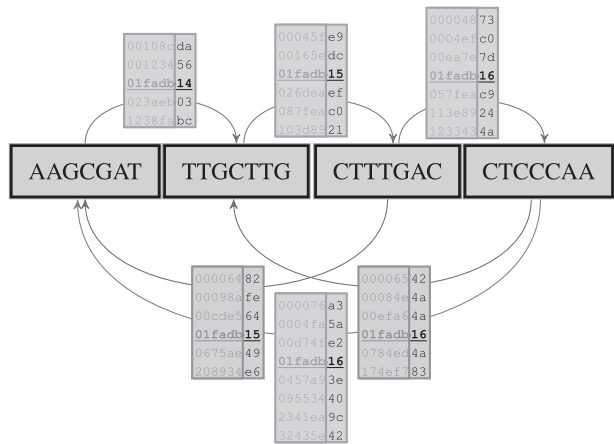 00108c da
001234 56
01fadb 14
023aeb 03
1238fa bc
00045f e9
00165e dc
01fadb 15
026dea ef
087fea c0
103d89 21
000048 73
0004ef c0
00ea7e 7d
01fadb 16
057fea c9
113e89 24
123343 4a
AAGCGAT TTGCTTG CTTTGAC CTCCCAA
000064 82
00098a fe
00cde5 64
01fadb 15
0675ae 49
208934 e6
000076 a3
0004fa 5a
00d74f e2
01fadb 16
0457a9 3e
095534 40
2341ea 9c
32435e 42
000065 42
00084e 4a
00efa6 4a
01fadb 16
0784ed 4a
174ef7 83